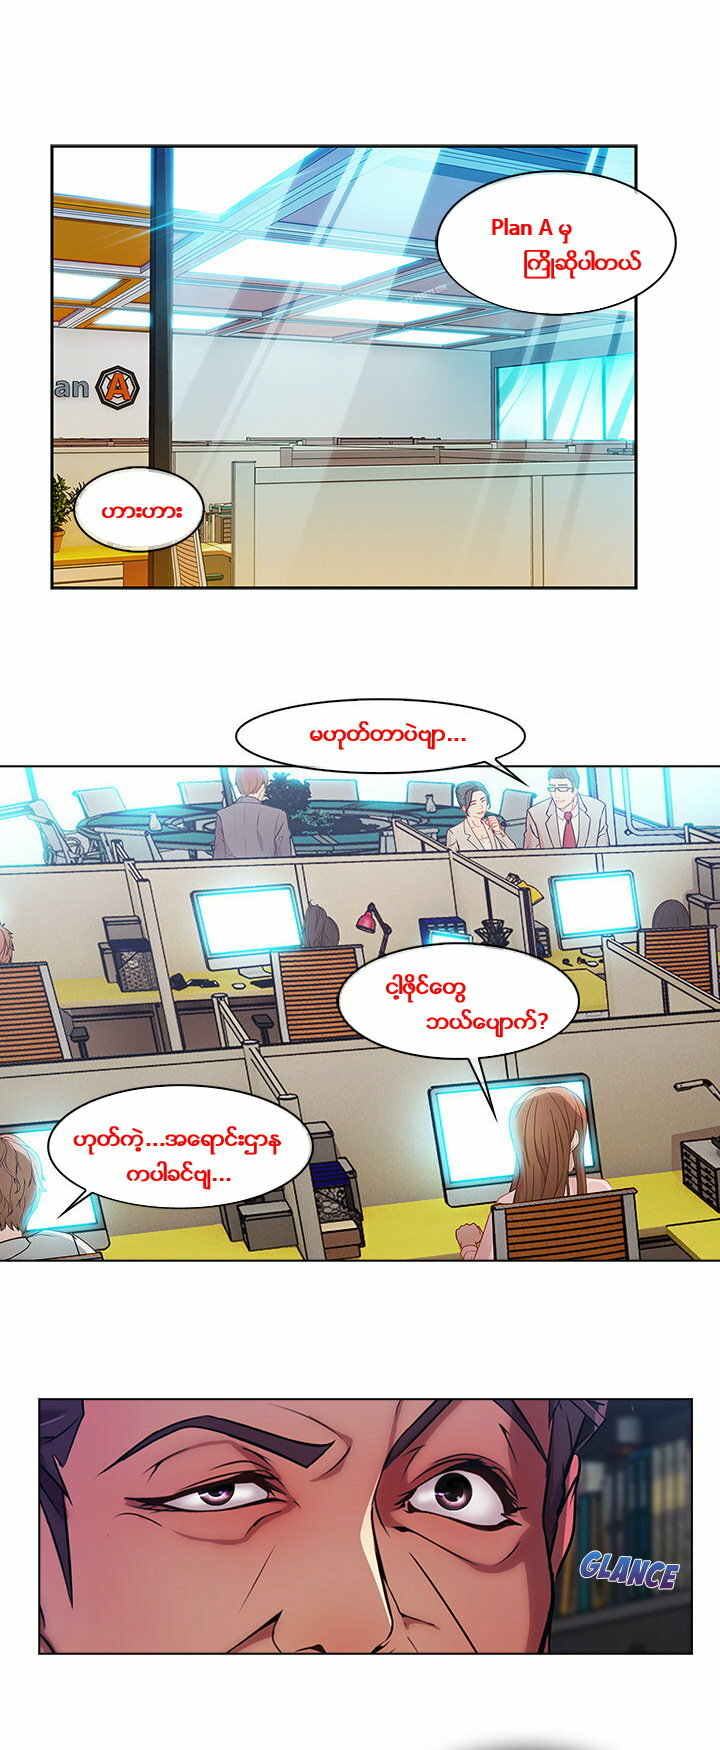 Plan A မှ
ကြိုဆိုပါတယ်
an A
ဟားဟား
မဟုတ်တာပဲဗျာ...
ငါ့ဖိုင်တွေ
ဘယ်ပျောက်?
ဟုတ်ကဲ့...အရောင်းဌာန
ကပါခင်ဗျ...
GLANCE